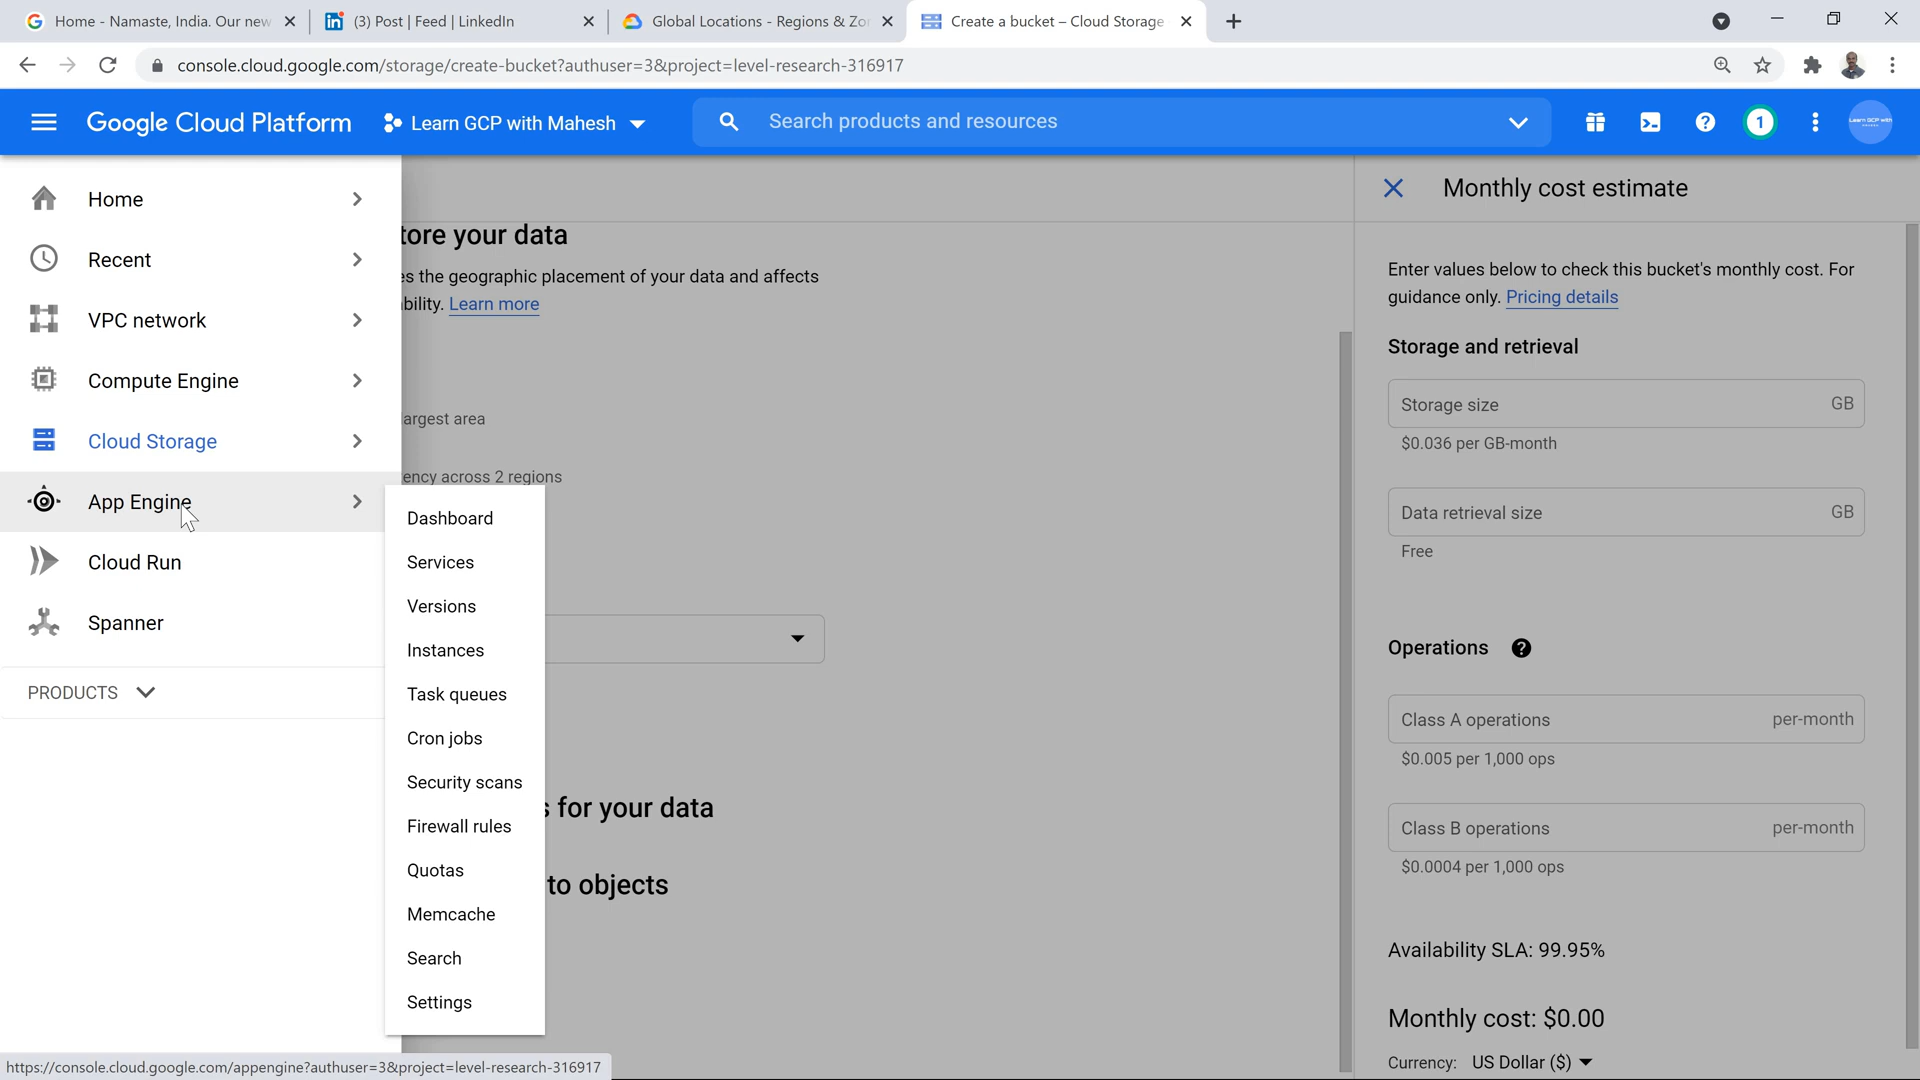 Home - Namaste, India. Our new
(3) Post | Feed | LinkedIn
Global Locations - Regions & Zo
Create a bucket – Cloud Storage
console.cloud.google.com/storage/create-bucket?authuser=3&project=level-research-316917
Google Cloud Platform
Learn GCP with Mahesh
Search products and resources
1
Home
Recent
VPC network
Compute Engine
Cloud Storage
App Engine
Cloud Run
Spanner
PRODUCTS
Dashboard
Services
Versions
Instances
Task queues
Cron jobs
Security scans
Firewall rules
Quotas
Memcache
Search
Settings
tore your data
es the geographic placement of your data and affects
bility. Learn more
argest area
ency across 2 regions
s for your data
to objects
Monthly cost estimate
Enter values below to check this bucket's monthly cost. For
guidance only. Pricing details
Storage and retrieval
Storage size GB
$0.036 per GB-month
Data retrieval size GB
Free
Operations
Class A operations per-month
$0.005 per 1,000 ops
Class B operations per-month
$0.0004 per 1,000 ops
Availability SLA: 99.95%
Monthly cost: $0.00
Currency: US Dollar ($)
https://console.cloud.google.com/appengine?authuser=3&project=level-research-316917